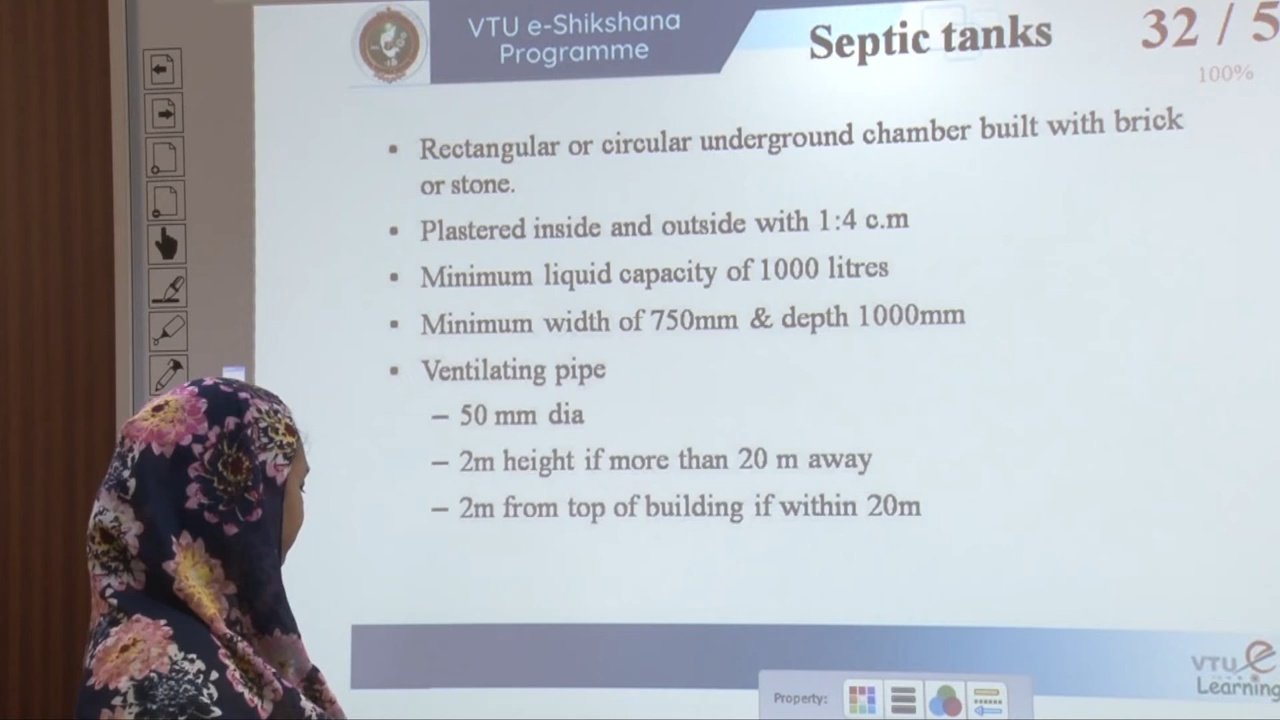 VTU e-Shikshana
Programme
Septic tanks
32 / 5
100%
• Rectangular or circular underground chamber built with brick
or stone.
• Plastered inside and outside with 1:4 c.m
• Minimum liquid capacity of 1000 litres
• Minimum width of 750mm & depth 1000mm
• Ventilating pipe
– 50 mm dia
– 2m height if more than 20 m away
– 2m from top of building if within 20m
VTU e
Learning
Property: